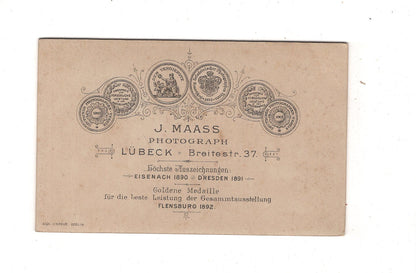 J. MAASS
PHOTOGRAPH
LÜBECK - Breitestr. 37.
Höchste Auszeichnungen
EISENACH 1890 - DRESDEN 1891
Goldene Medaille
für die beste Leistung der Gesammtausstellung
FLENSBURG 1892.